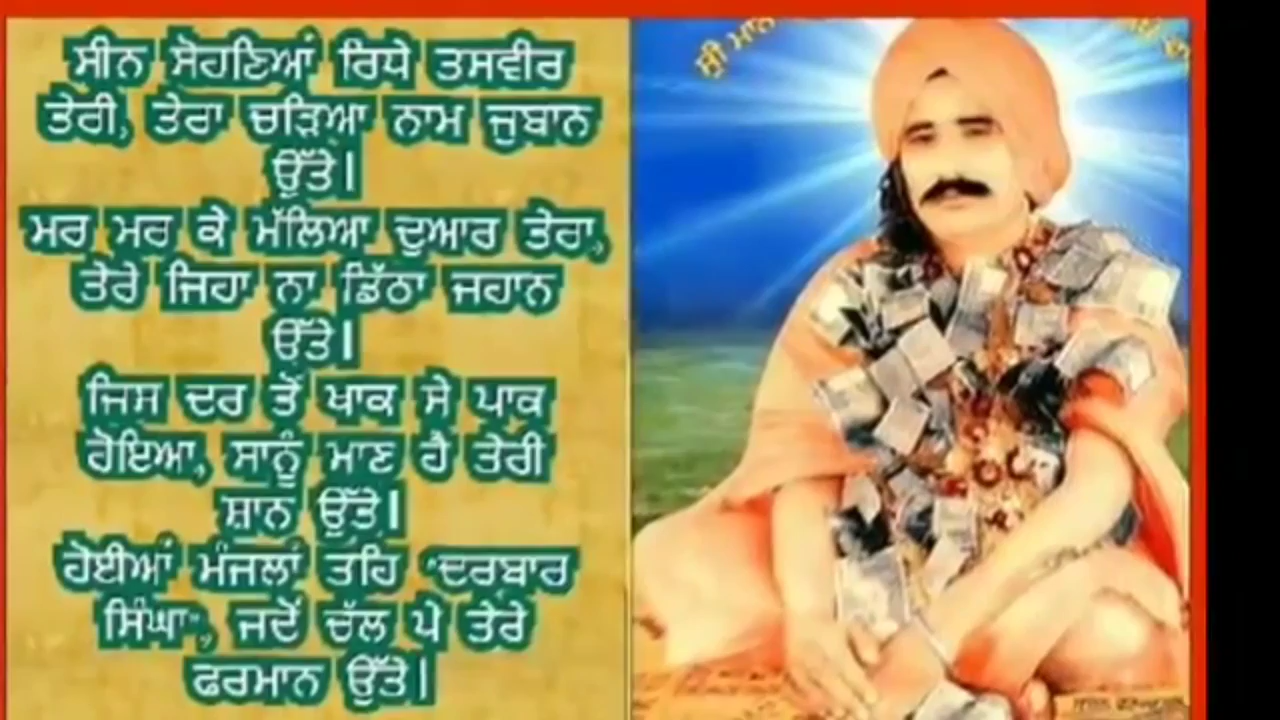 ਸੀਨ ਸੋਹਣਿਆਂ ਰਿਧੇ ਤਸਵੀਰ
ਤੇਰੀ, ਤੇਰਾ ਚੜਿਆ ਨਾਮ ਜੁਬਾਨ
ਉੱਤੇ।
ਮਰ ਮਰ ਕੇ ਮੱਲਿਆ ਦੁਆਰ ਤੇਰਾ,
ਤੇਰੇ ਜਿਹਾ ਨਾ ਡਿੱਠਾ ਜਹਾਨ
ਉੱਤੇ।
ਜਿਸ ਦਰ ਤੋਂ ਖਾਕ ਸੇ ਪਾਕ
ਹੋਇਆ, ਸਾਨੂੰ ਮਾਣ ਹੈ ਤੇਰੀ
ਸ਼ਾਨ ਉੱਤੇ।
ਹੋਈਆਂ ਮੰਜਲਾਂ ਤਹਿ "ਦਰਬਾਰ
ਸਿੰਘਾ", ਜਦੋਂ ਚੱਲ ਪੇ ਤੇਰੇ
ਫਰਮਾਨ ਉੱਤੇ।
ਸ੍ਰੀ ਮਾਨ